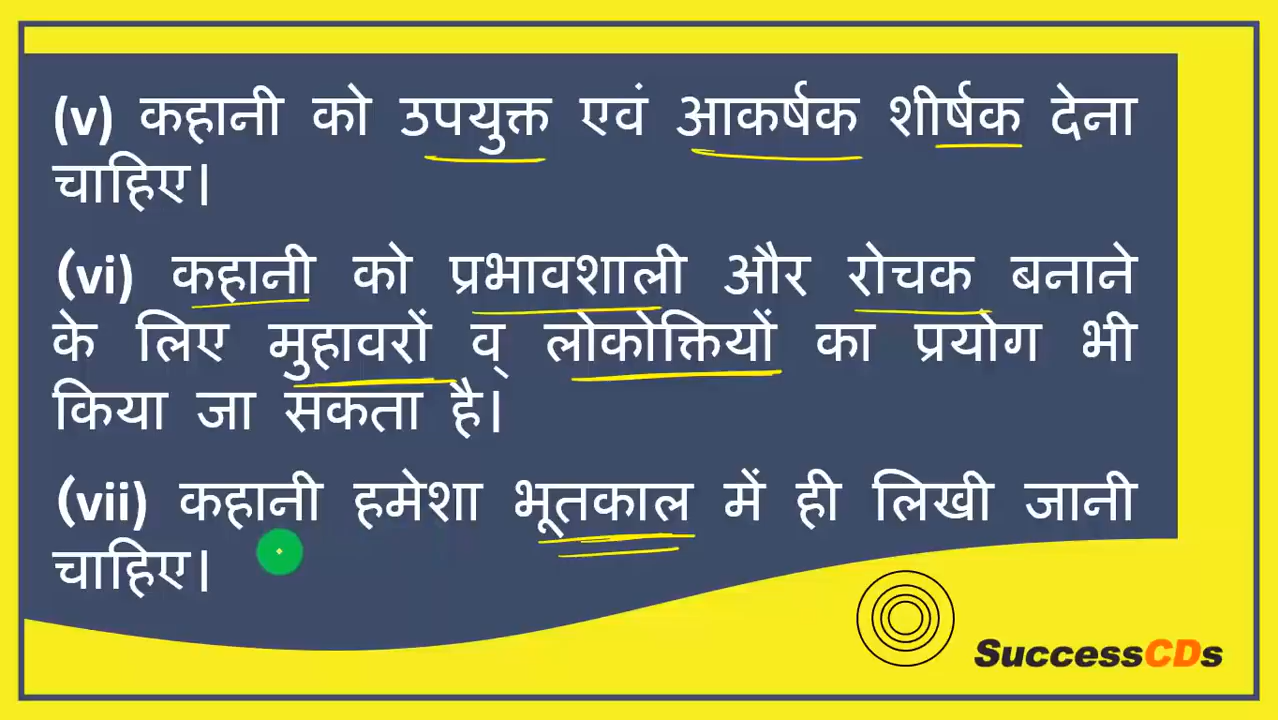 (v) कहानी को उपयुक्त एवं आकर्षक शीर्षक देना
चाहिए।
(vi) कहानी को प्रभावशाली और रोचक बनाने
के लिए मुहावरों व् लोकोक्तियों का प्रयोग भी
किया जा सकता है।
(vii) कहानी हमेशा भूतकाल में ही लिखी जानी
चाहिए।
SuccessCDs